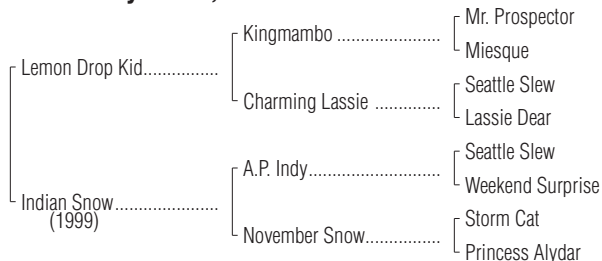 Mr. Prospector
Kingmambo ..................
Miesque
Lemon Drop Kid................
Seattle Slew
Charming Lassie ..............
Lassie Dear
Seattle Slew
A.P. Indy.........................
Weekend Surprise
Indian Snow......................
(1999)
Storm Cat
November Snow................
Princess Alydar